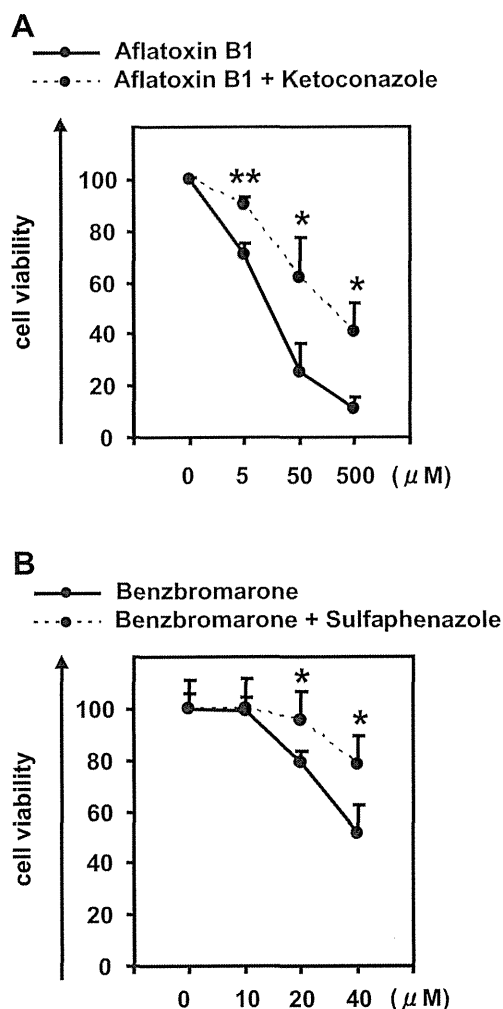 A
Aflatoxin B1
Aflatoxin B1 + Ketoconazole
cell viability
100
80
60
40
20
0
**
*
*
0 5 50 500 (μM)
B
Benzbromarone
Benzbromarone + Sulfaphenazole
cell viability
100
80
60
40
20
0
*
*
0 10 20 40 (μM)